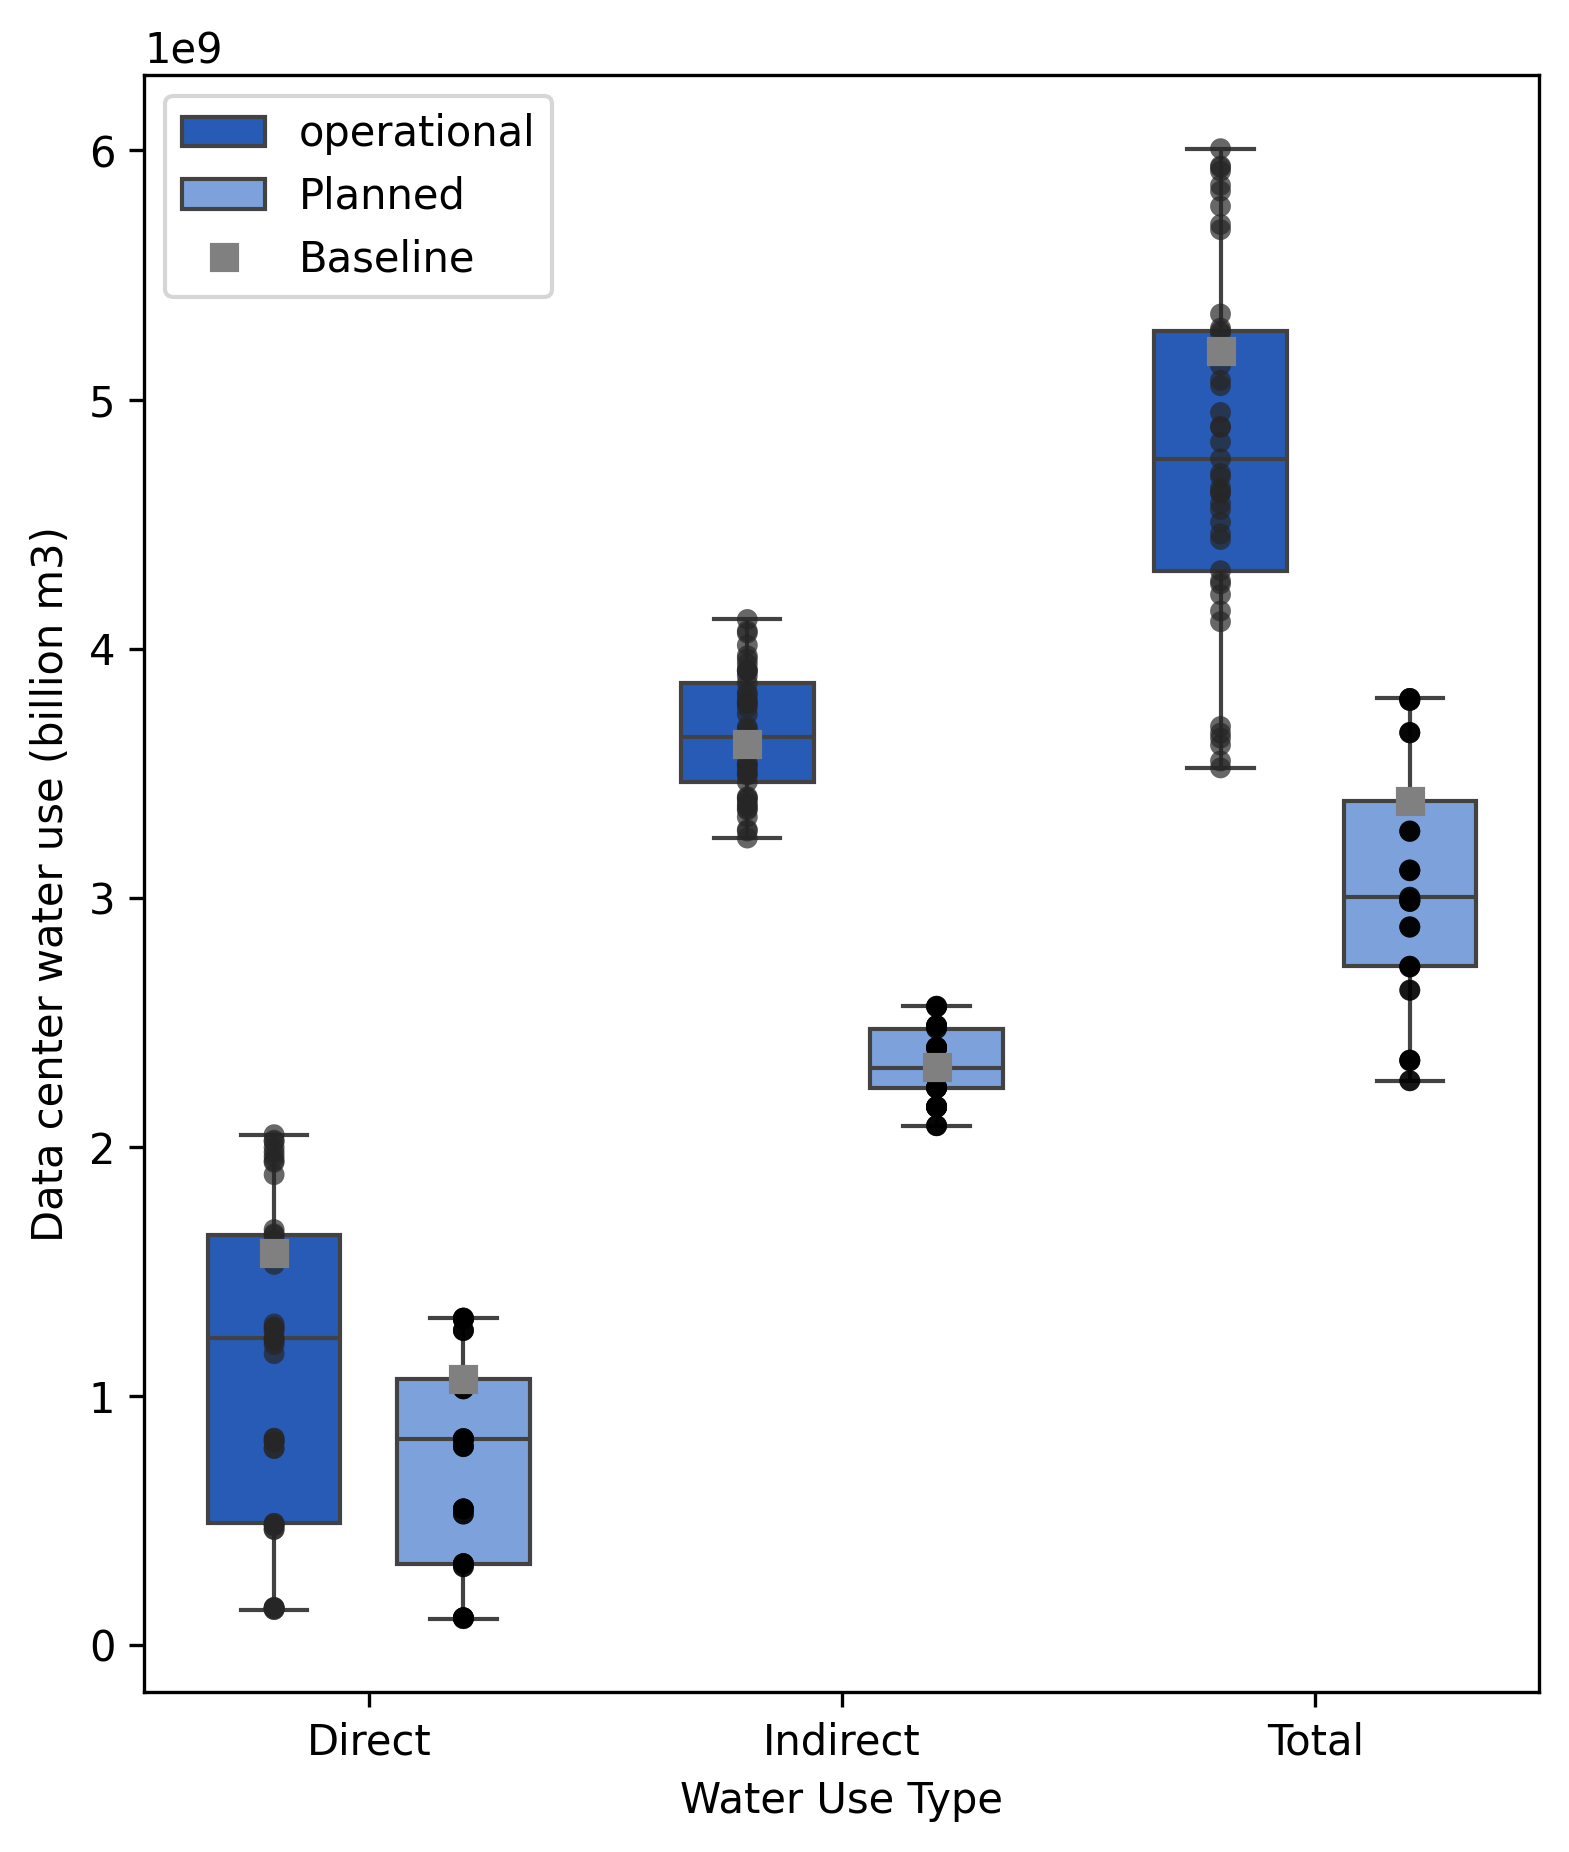 1e9
operational
Planned
Baseline
6
5
4
3
2
1
0
Data center water use (billion m3)
Direct
Indirect
Total
Water Use Type